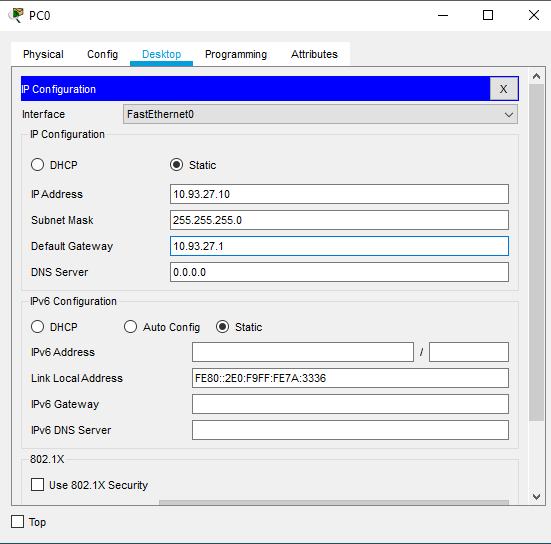 PC0
Physical Config Desktop Programming Attributes
IP Configuration X
Interface FastEthernet0
IP Configuration
DHCP Static
IP Address 10.93.27.10
Subnet Mask 255.255.255.0
Default Gateway 10.93.27.1
DNS Server 0.0.0.0
IPv6 Configuration
DHCP Auto Config Static
IPv6 Address /
Link Local Address FE80::2E0:F9FF:FE7A:3336
IPv6 Gateway
IPv6 DNS Server
802.1X
Use 802.1X Security
Top